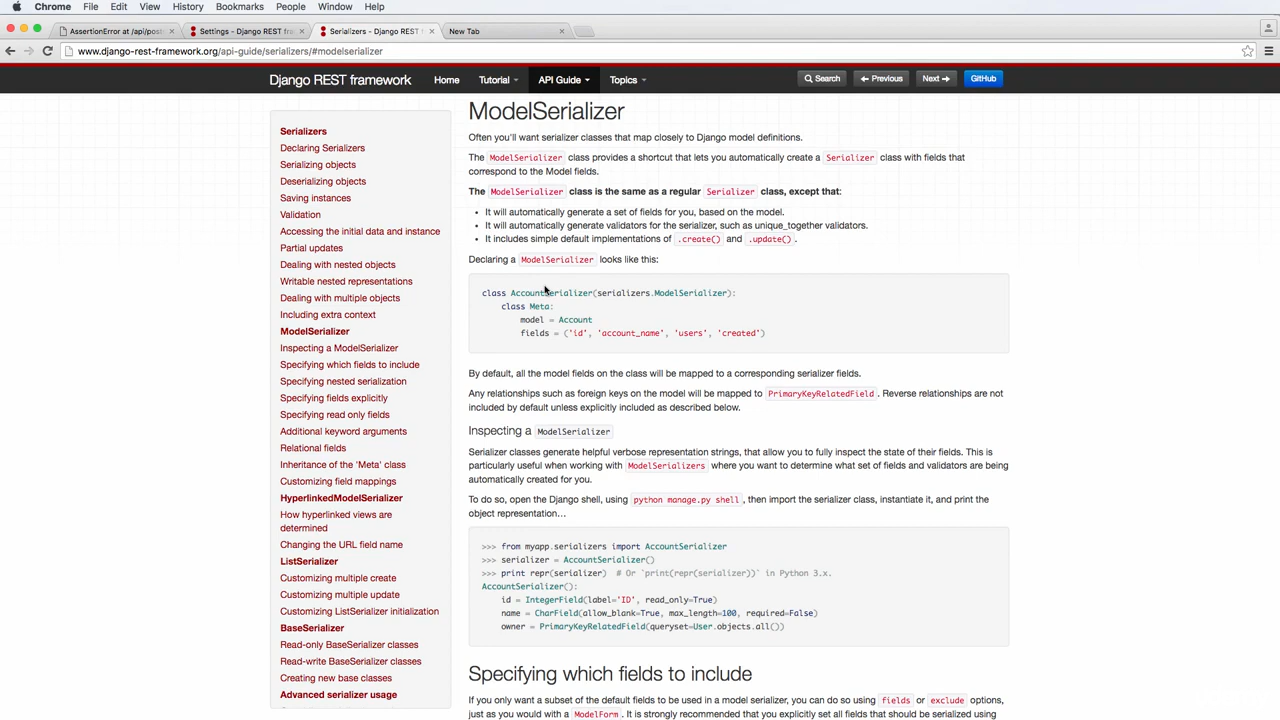 Chrome File Edit View History Bookmarks People Window Help
AssertionError at /api/pos
Settings - Django REST fra
Serializers - Django REST
New Tab
www.django-rest-framework.org/api-guide/serializers/#modelserializer
Django REST framework Home Tutorial API Guide Topics Search Previous Next GitHub
Serializers
Declaring Serializers
Serializing objects
Deserializing objects
Saving instances
Validation
Accessing the initial data and instance
Partial updates
Dealing with nested objects
Writable nested representations
Dealing with multiple objects
Including extra context
ModelSerializer
Inspecting a ModelSerializer
Specifying which fields to include
Specifying nested serialization
Specifying fields explicitly
Specifying read only fields
Additional keyword arguments
Relational fields
Inheritance of the 'Meta' class
Customizing field mappings
HyperlinkedModelSerializer
How hyperlinked views are
determined
Changing the URL field name
ListSerializer
Customizing multiple create
Customizing multiple update
Customizing ListSerializer initialization
BaseSerializer
Read-only BaseSerializer classes
Read-write BaseSerializer classes
Creating new base classes
Advanced serializer usage
ModelSerializer
Often you'll want serializer classes that map closely to Django model definitions.
The ModelSerializer class provides a shortcut that lets you automatically create a Serializer class with fields that
correspond to the Model fields.
The ModelSerializer class is the same as a regular Serializer class, except that:
• It will automatically generate a set of fields for you, based on the model.
• It will automatically generate validators for the serializer, such as unique_together validators.
• It includes simple default implementations of .create() and .update().
Declaring a ModelSerializer looks like this:
class AccountSerializer(serializers.ModelSerializer):
class Meta:
model = Account
fields = ('id', 'account_name', 'users', 'created')
By default, all the model fields on the class will be mapped to a corresponding serializer fields.
Any relationships such as foreign keys on the model will be mapped to PrimaryKeyRelatedField. Reverse relationships are not
included by default unless explicitly included as described below.
Inspecting a ModelSerializer
Serializer classes generate helpful verbose representation strings, that allow you to fully inspect the state of their fields. This is
particularly useful when working with ModelSerializers where you want to determine what set of fields and validators are being
automatically created for you.
To do so, open the Django shell, using python manage.py shell, then import the serializer class, instantiate it, and print the
object representation…
>>> from myapp.serializers import AccountSerializer
>>> serializer = AccountSerializer()
>>> print repr(serializer) # Or `print(repr(serializer))` in Python 3.x.
AccountSerializer():
id = IntegerField(label='ID', read_only=True)
name = CharField(allow_blank=True, max_length=100, required=False)
owner = PrimaryKeyRelatedField(queryset=User.objects.all())
Specifying which fields to include
If you only want a subset of the default fields to be used in a model serializer, you can do so using fields or exclude options,
just as you would with a ModelForm. It is strongly recommended that you explicitly set all fields that should be serialized using